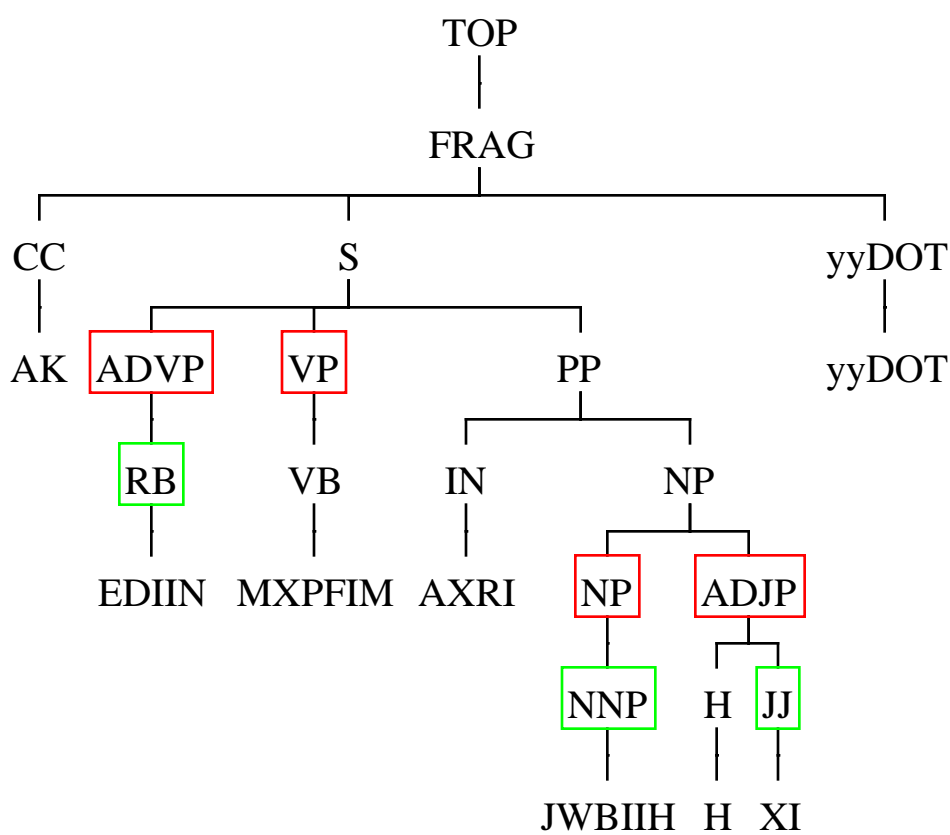 TOP
FRAG
CC S yyDOT
AK ADVP VP PP yyDOT
RB VB IN NP
EDIIN MXPFIM AXRI NP ADJP
NNP H JJ
JWBIIH H XI